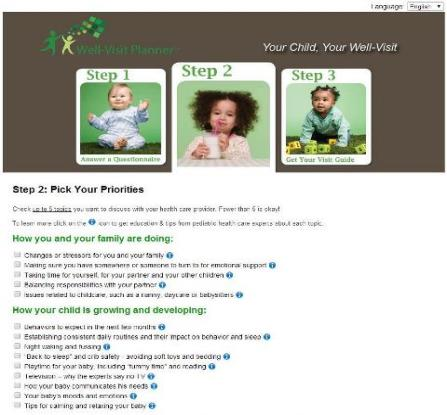 Language: English
Well-Visit Planner
Your Child, Your Well-Visit
Step 1
Step 2
Step 3
Answer a Questionnaire
Get Your Visit Guide
Step 2: Pick Your Priorities
Check up to 5 topics you want to discuss with your health care provider. Fewer than 5 is okay!
To learn more click on the icon to get education & tips from pediatric health care experts about each topic.
How you and your family are doing:
Changes or stressors for you and your family
Making sure you have somewhere or someone to turn to for emotional support
Taking time for yourself, for your partner and your other children
Balancing responsibilities with your partner
Issues related to childcare, such as a nanny, daycare or babysitters
How your child is growing and developing:
Behaviors to expect in the next few months
Establishing consistent daily routines and their impact on behavior and sleep
Night waking and fussing
"Back to sleep" and crib safety - avoiding soft toys and bedding
Playtime for your baby, including "tummy time" and reading
Television – why the experts say no TV
How your baby communicates his needs
Your baby's moods and emotions
Tips for calming and relaxing your baby